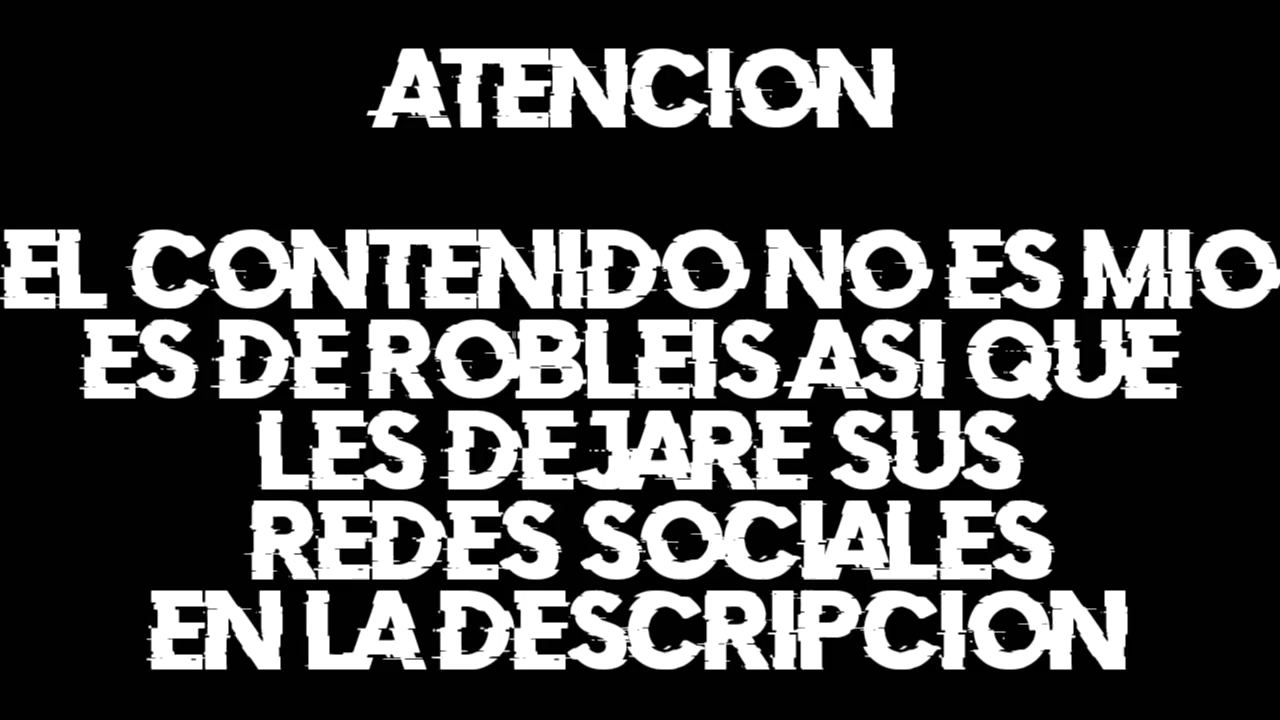 ATENCION
EL CONTENIDO NO ES MIO
ES DE ROBLEIS ASI QUE
LES DEJARE SUS
REDES SOCIALES
EN LA DESCRIPCION